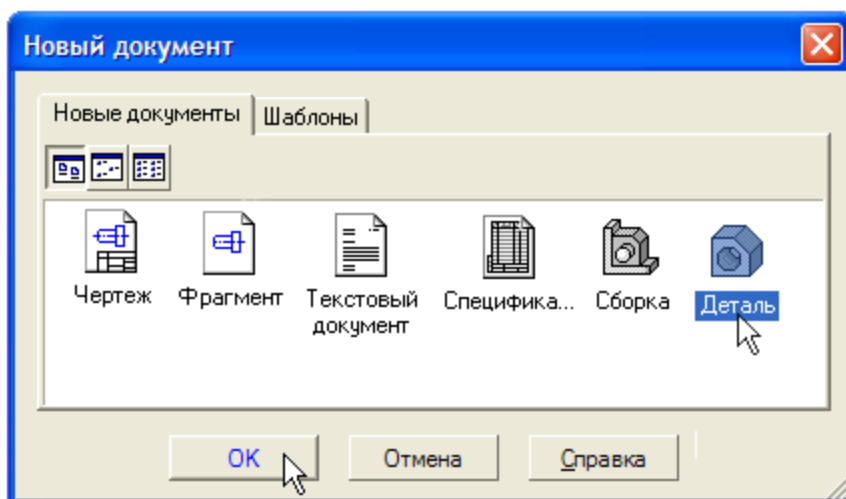 Новый документ
Новые документы Шаблоны
Чертеж Фрагмент Текстовый документ Специфика... Сборка Деталь
OK Отмена Справка